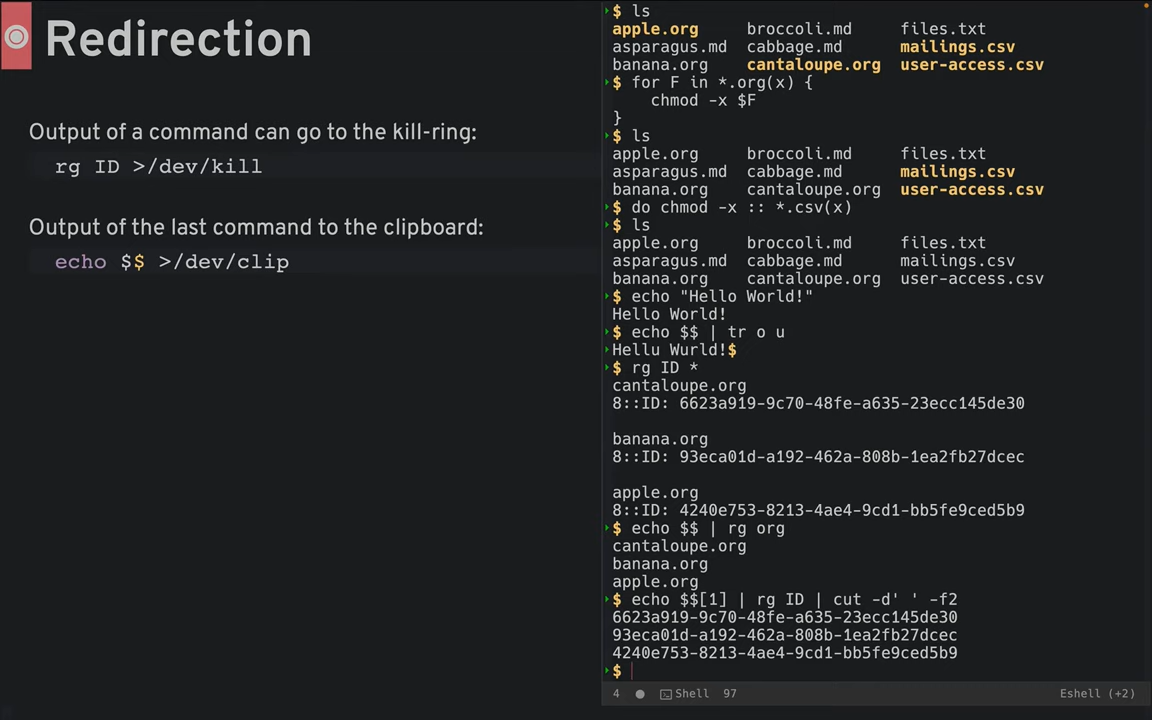 Redirection
Output of a command can go to the kill-ring:
rg ID >/dev/kill
Output of the last command to the clipboard:
echo $$ >/dev/clip
$ ls
apple.org broccoli.md files.txt
asparagus.md cabbage.md mailings.csv
banana.org cantaloupe.org user-access.csv
$ for F in *.org(x) {
chmod -x $F
}
$ ls
apple.org broccoli.md files.txt
asparagus.md cabbage.md mailings.csv
banana.org cantaloupe.org user-access.csv
$ do chmod -x :: *.csv(x)
$ ls
apple.org broccoli.md files.txt
asparagus.md cabbage.md mailings.csv
banana.org cantaloupe.org user-access.csv
$ echo "Hello World!"
Hello World!
$ echo $$ | tr o u
Hellu Wurld!$
$ rg ID *
cantaloupe.org
8::ID: 6623a919-9c70-48fe-a635-23ecc145de30
banana.org
8::ID: 93eca01d-a192-462a-808b-1ea2fb27dcec
apple.org
8::ID: 4240e753-8213-4ae4-9cd1-bb5fe9ced5b9
$ echo $$ | rg org
cantaloupe.org
banana.org
apple.org
$ echo $$[1] | rg ID | cut -d' ' -f2
6623a919-9c70-48fe-a635-23ecc145de30
93eca01d-a192-462a-808b-1ea2fb27dcec
4240e753-8213-4ae4-9cd1-bb5fe9ced5b9
$
4 Shell 97 Eshell (+2)